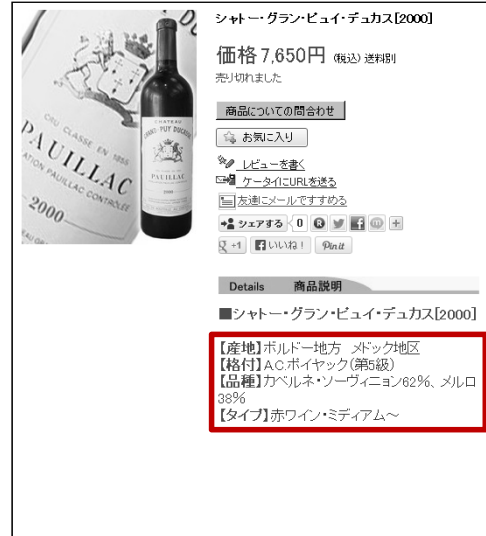 シャトー・グラン・ピュイ・デュカス[2000]
価格 7,650円 (税込) 送料別
売り切れました
商品についての問合わせ
お気に入り
レビューを書く
ケータイにURLを送る
友達にメールですすめる
シェアする 0
+1 いいね! Pin it
Details 商品説明
■シャトー・グラン・ピュイ・デュカス[2000]
【産地】ボルドー地方 メドック地区
【格付】A.C.ポイヤック(第5級)
【品種】カベルネ・ソーヴィニヨン62%、メルロ
38%
【タイプ】赤ワイン・ミディアム~
CRU CLASSÉ EN 1855
PAUILLAC
PAUILLAC CONTRÔLÉE
2000
CHATEAU
GRAND-PUY DUCASSE
PAUILLAC